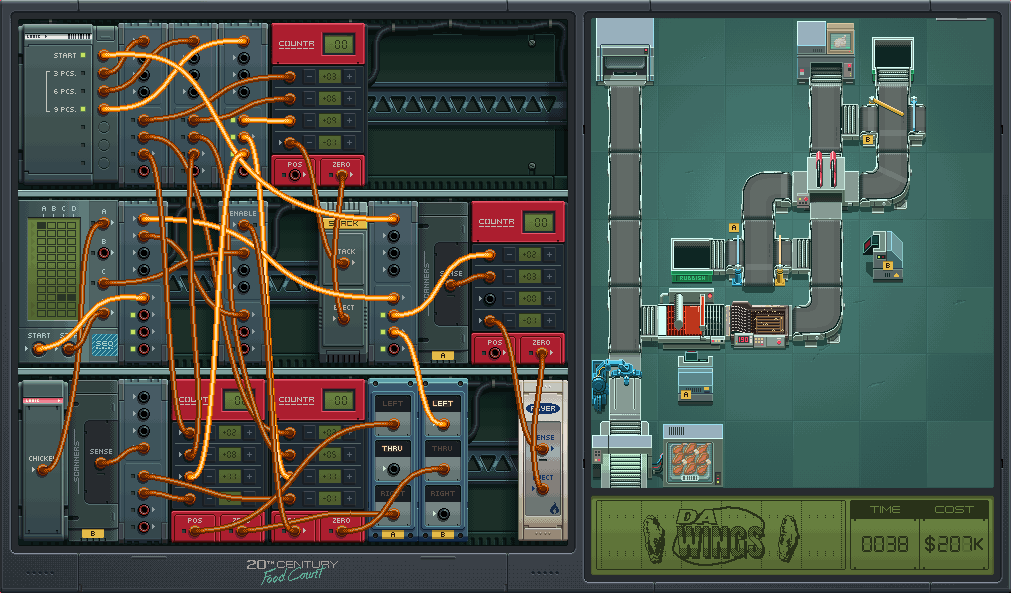 LOGIC
START
3 PCS.
6 PCS.
9 PCS.
COUNTR 00
+03
+06
+09
-01
POS ZERO
A B C D
A
B
C
START
SEQ
ENABLE
STACK
STACK
EJECT
SCANNERS
SENSE
A
COUNTR 00
+02
+03
+00
-01
POS ZERO
LOGIC
CHICKEN
SCANNERS
SENSE
B
COUNTR
+02
+08
+11
POS
COUNTR 00
+05
+11
-01
ZERO
LEFT
THRU
RIGHT
A
LEFT
THRU
RIGHT
B
FRYER
SENSE
EJECT
20TH CENTURY
Food Court
B
A
B
RUBBISH
A
DA
WINGS
TIME
0038
COST
$207K